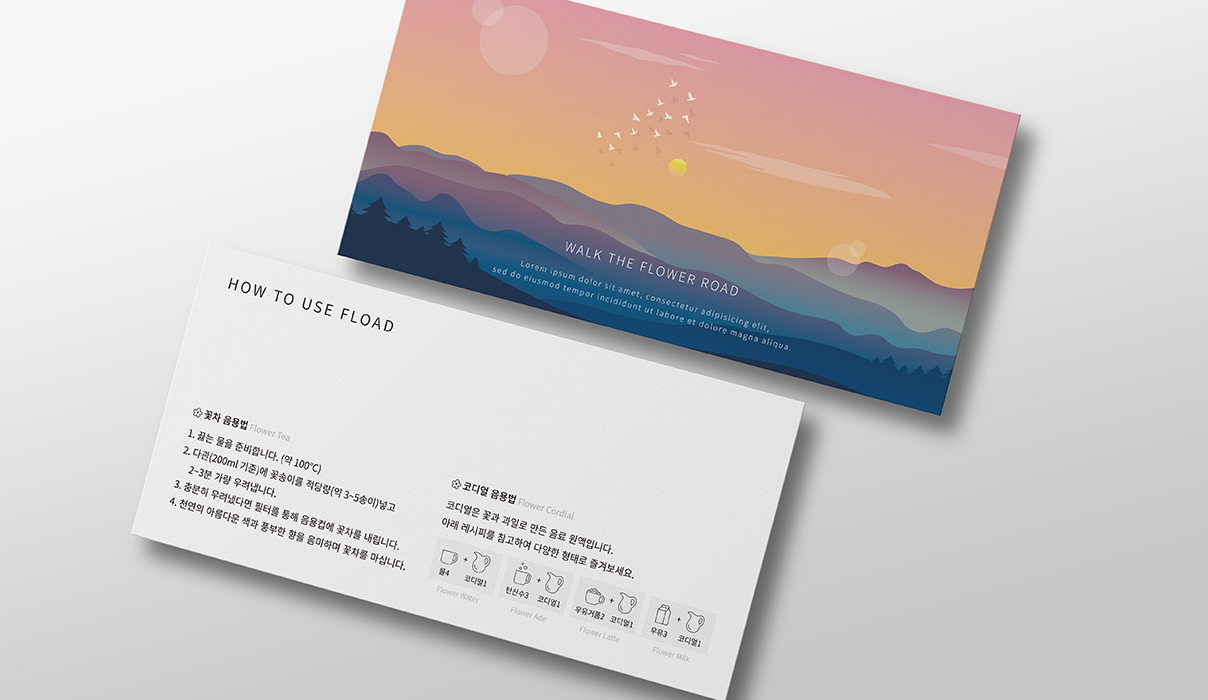 WALK THE FLOWER ROAD
Lorem ipsum dolor sit amet, consectetur adipisicing elit,
sed do eiusmod tempor incididunt ut labore et dolore magna aliqua.
HOW TO USE FLOAD
꽃차 음용법 Flower Tea
1. 끓는 물을 준비합니다. (약 100℃)
2. 다관(200ml 기준)에 꽃송이를 적당량(약 3~5송이)넣고
2~3분 가량 우려냅니다.
3. 충분히 우려냈다면 필터를 통해 음용컵에 꽃차를 내립니다.
4. 천연의 아름다운 색과 풍부한 향을 음미하며 꽃차를 마십니다.
코디얼 음용법 Flower Cordial
코디얼은 꽃과 과일로 만든 음료 원액입니다.
아래 레시피를 참고하여 다양한 형태로 즐겨보세요.
물4 + 코디얼1
Flower Water
탄산수3 + 코디얼1
Flower Ade
우유거품2 + 코디얼1
Flower Latte
우유3 + 코디얼1
Flower Milk